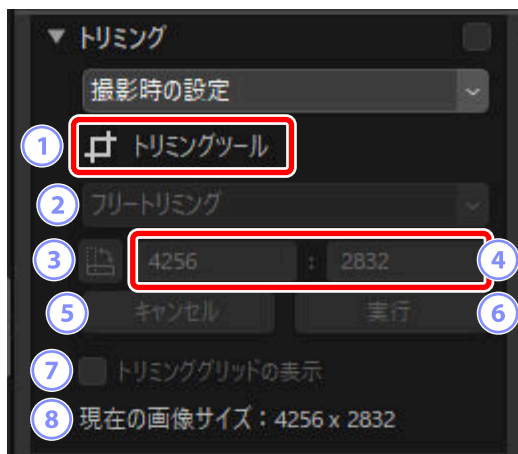 ▼ トリミング
撮影時の設定
1 トリミングツール
2 フリートリミング
3 4256 : 2832 4
5 キャンセル 実行 6
7 トリミンググリッドの表示
8 現在の画像サイズ：4256 x 2832